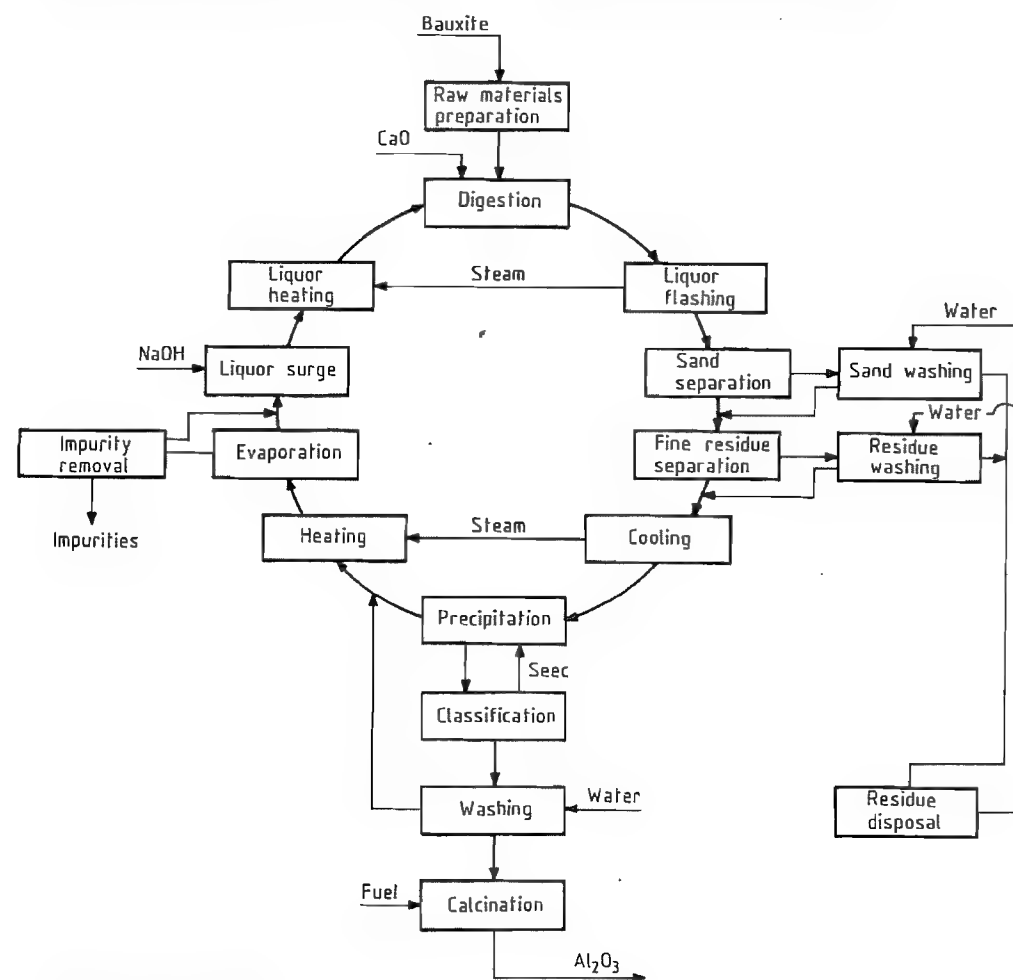 Bauxite
Raw materials
preparation
CaO
Digestion
Liquor
heating
Steam
Liquor
flashing
Water
NaOH
Liquor surge
Sand
separation
Sand washing
Water
Impurity
removal
Evaporation
Fine residue
separation
Residue
washing
Impurities
Heating
Steam
Cooling
Precipitation
Seec
Classification
Washing
Water
Residue
disposal
Fuel
Calcination
Al₂O₃